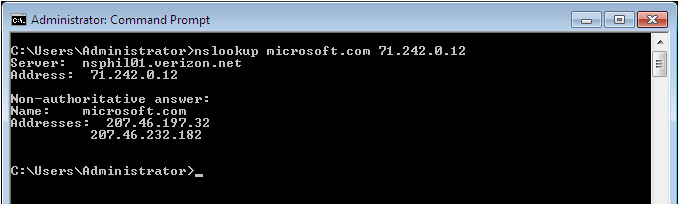 Administrator: Command Prompt
C:\Users\Administrator>nslookup microsoft.com 71.242.0.12
Server:  nsphil01.verizon.net
Address:  71.242.0.12
Non-authoritative answer:
Name:    microsoft.com
Addresses:  207.46.197.32
207.46.232.182
C:\Users\Administrator>_